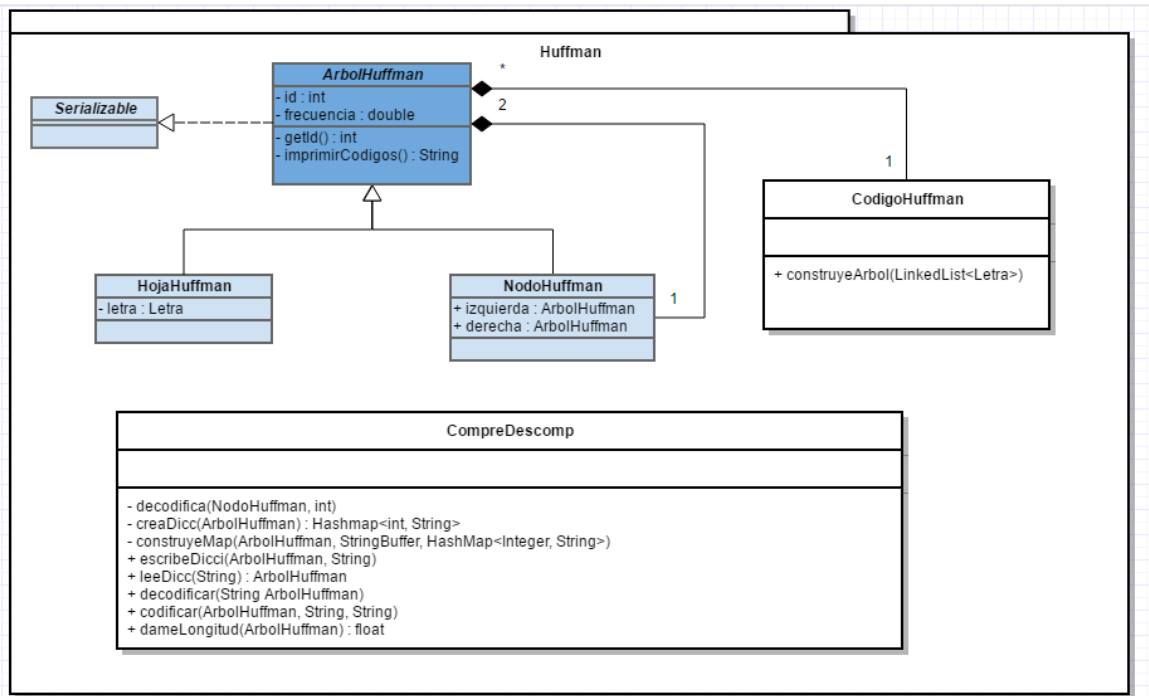 Huffman
ArbolHuffman
- id : int
- frecuencia : double
- getId() : int
- imprimirCodigos() : String
*
2
Serializable
1
CodigoHuffman
+ construyeArbol(LinkedList<Letra>)
HojaHuffman
- letra : Letra
NodoHuffman
+ izquierda : ArbolHuffman
+ derecha : ArbolHuffman
1
CompreDescomp
- decodifica(NodoHuffman, int)
- creaDicc(ArbolHuffman) : Hashmap<int, String>
- construyeMap(ArbolHuffman, StringBuffer, HashMap<Integer, String>)
+ escribeDicci(ArbolHuffman, String)
+ leeDicc(String) : ArbolHuffman
+ decodificar(String ArbolHuffman)
+ codificar(ArbolHuffman, String, String)
+ dameLongitud(ArbolHuffman) : float